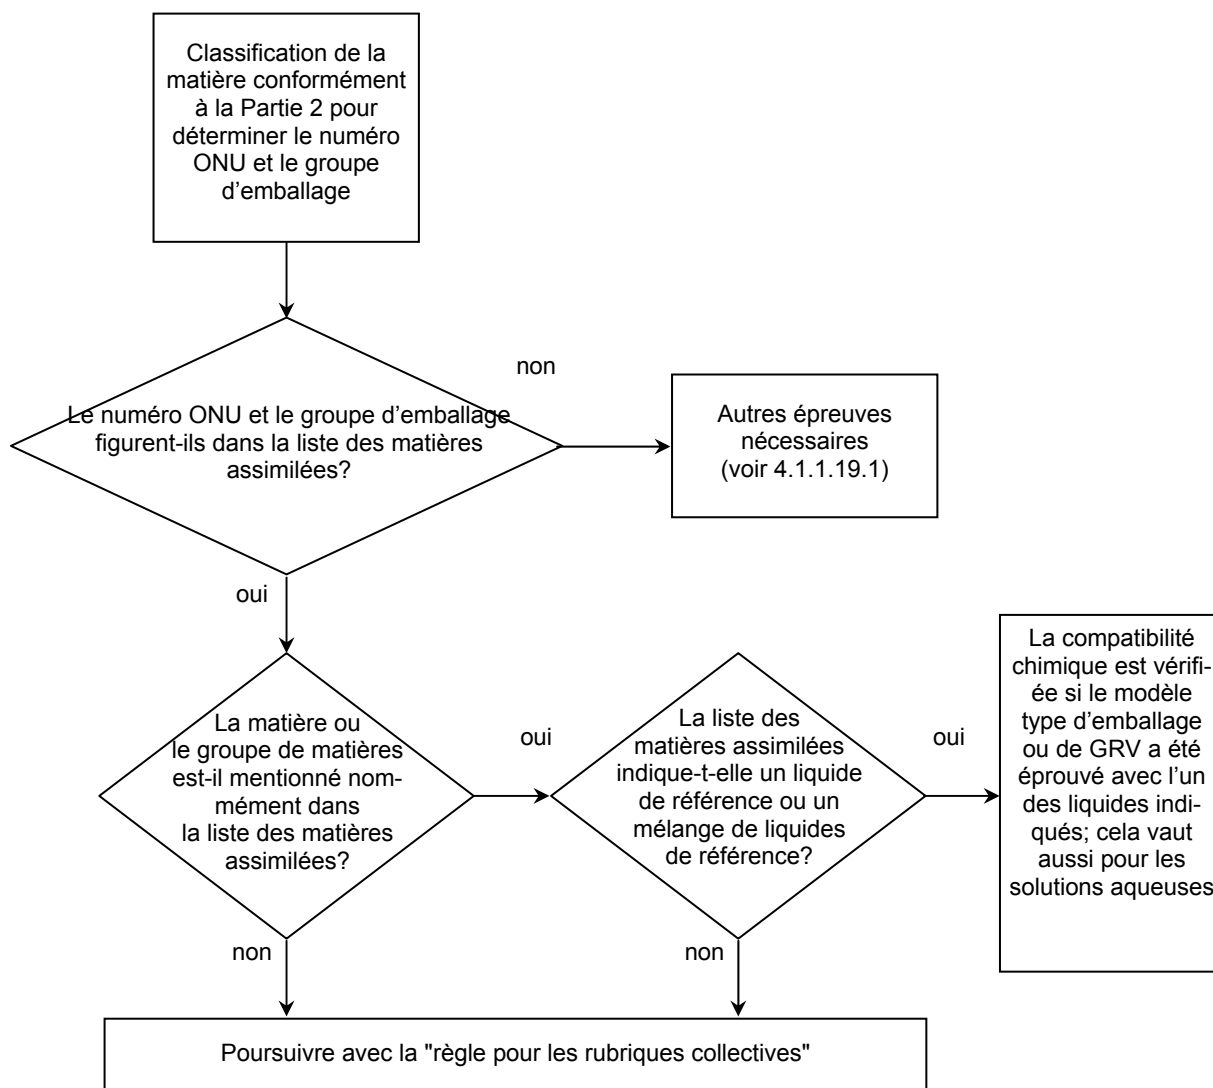 Classification de la
matière conformément
à la Partie 2 pour
déterminer le numéro
ONU et le groupe
d’emballage
non
Le numéro ONU et le groupe d’emballage
figurent-ils dans la liste des matières
assimilées?
Autres épreuves
nécessaires
(voir 4.1.1.19.1)
oui
La matière ou
le groupe de matières
est-il mentionné nom-
mément dans
la liste des matières
assimilées?
oui
La liste des
matières assimilées
indique-t-elle un liquide
de référence ou un
mélange de liquides
de référence?
oui
La compatibilité
chimique est vérifi-
ée si le modèle
type d’emballage
ou de GRV a été
éprouvé avec l’un
des liquides indi-
qués; cela vaut
aussi pour les
solutions aqueuses
non
non
Poursuivre avec la "règle pour les rubriques collectives"